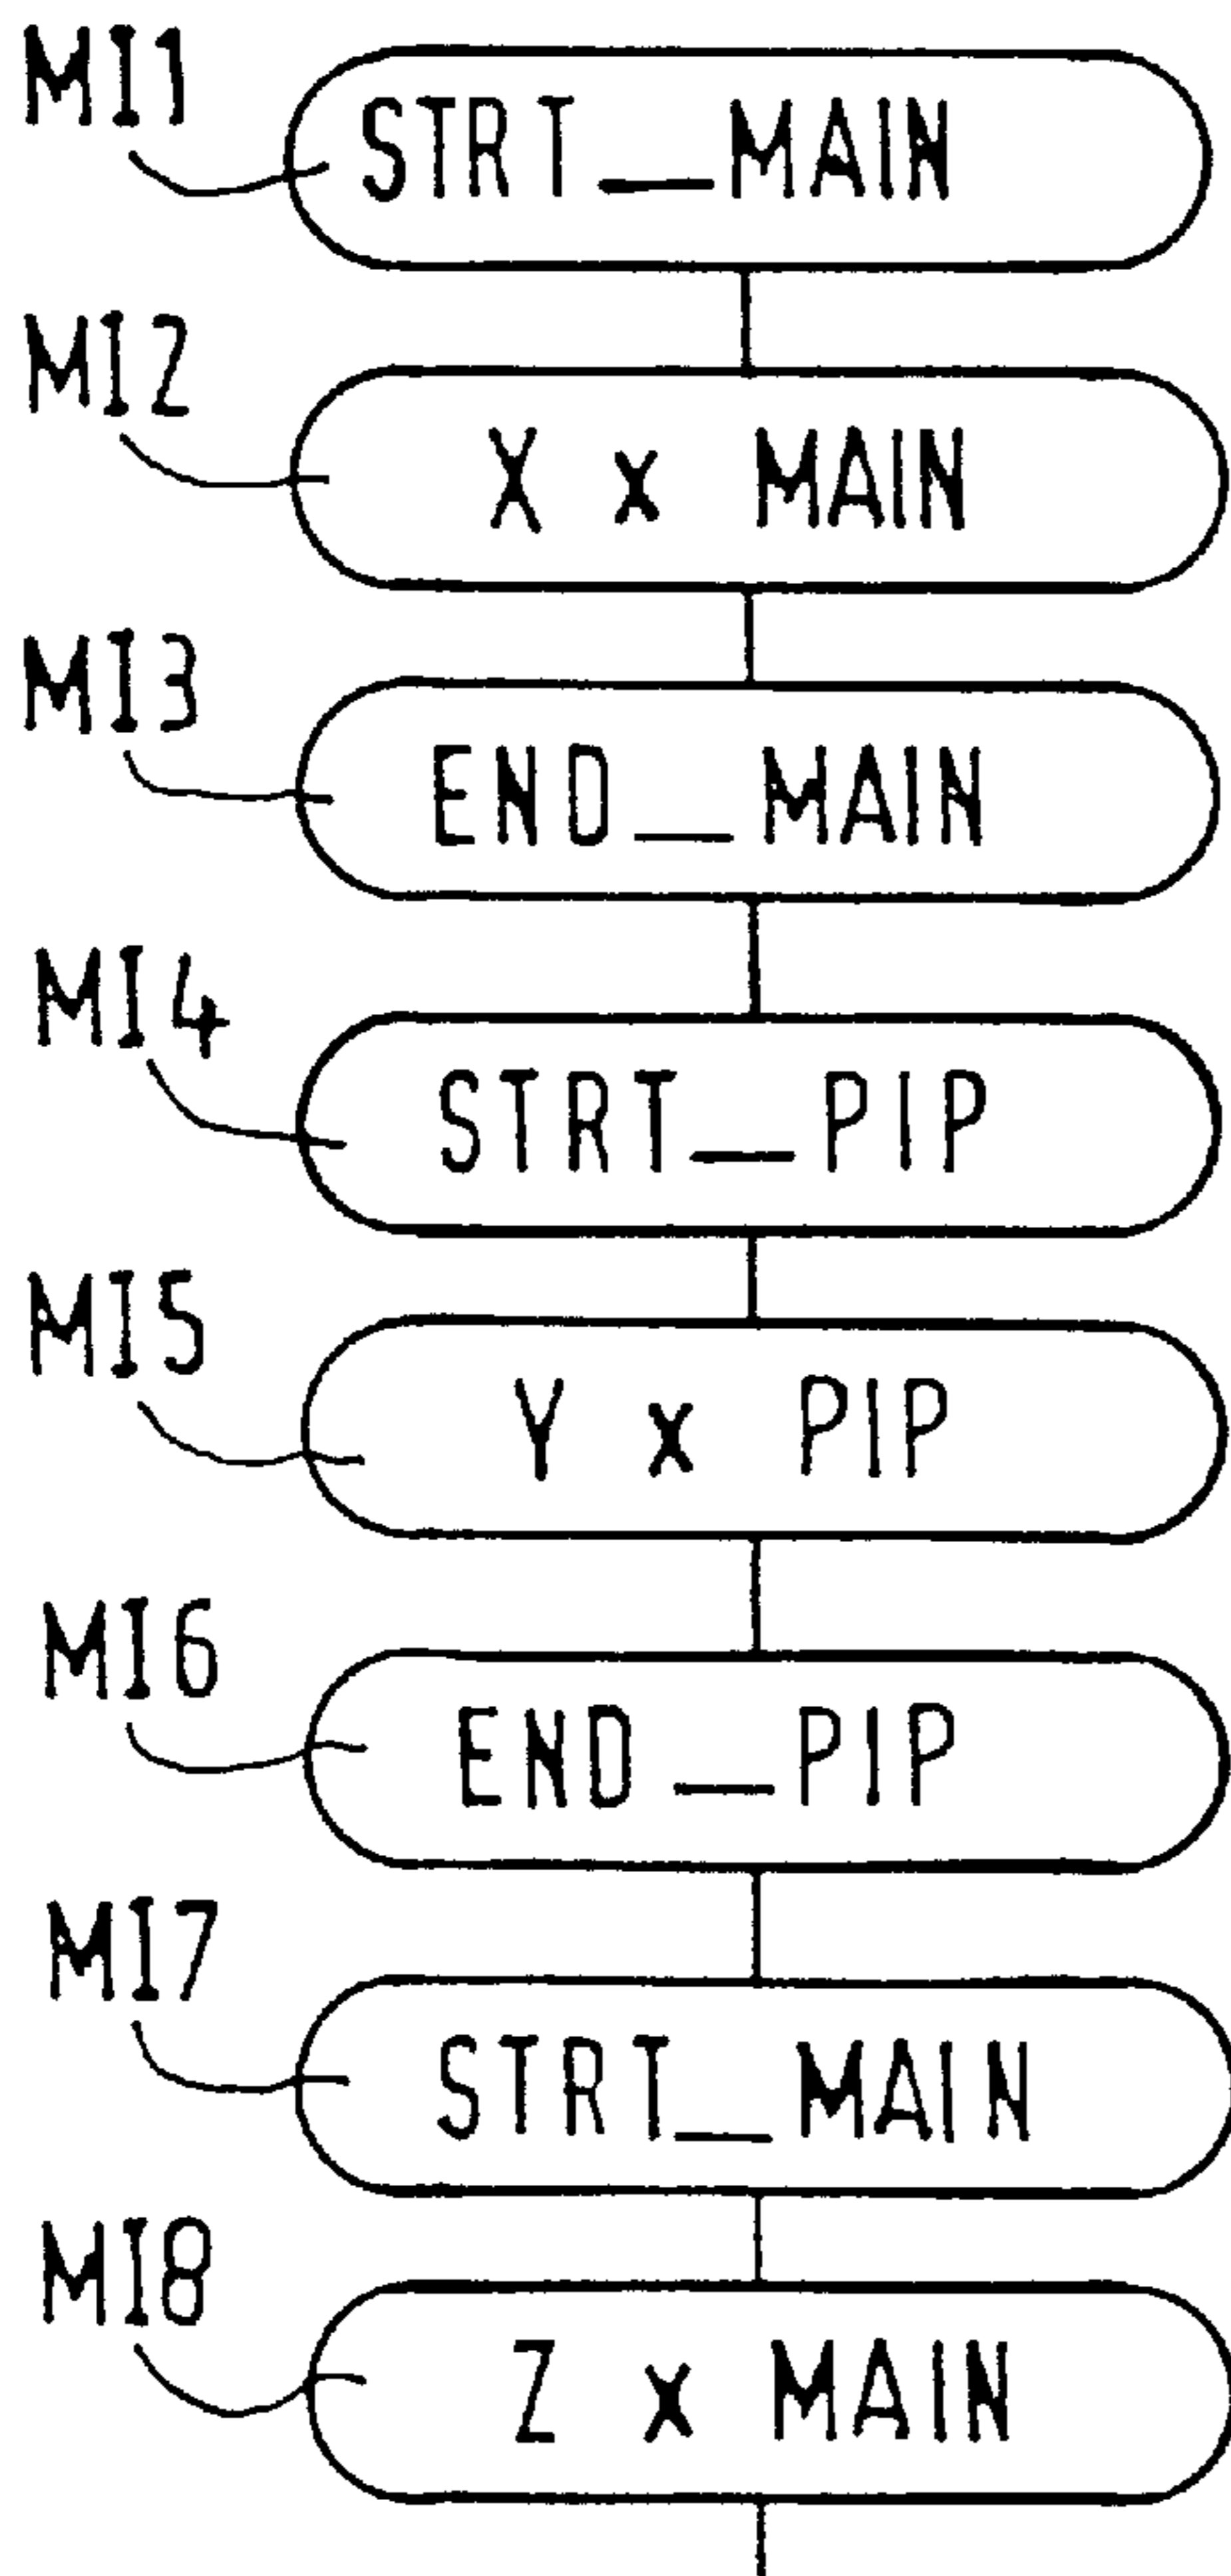 MI1
STRT_MAIN
MI2
X x MAIN
MI3
END_MAIN
MI4
STRT_PIP
MI5
Y x PIP
MI6
END_PIP
MI7
STRT_MAIN
MI8
Z x MAIN